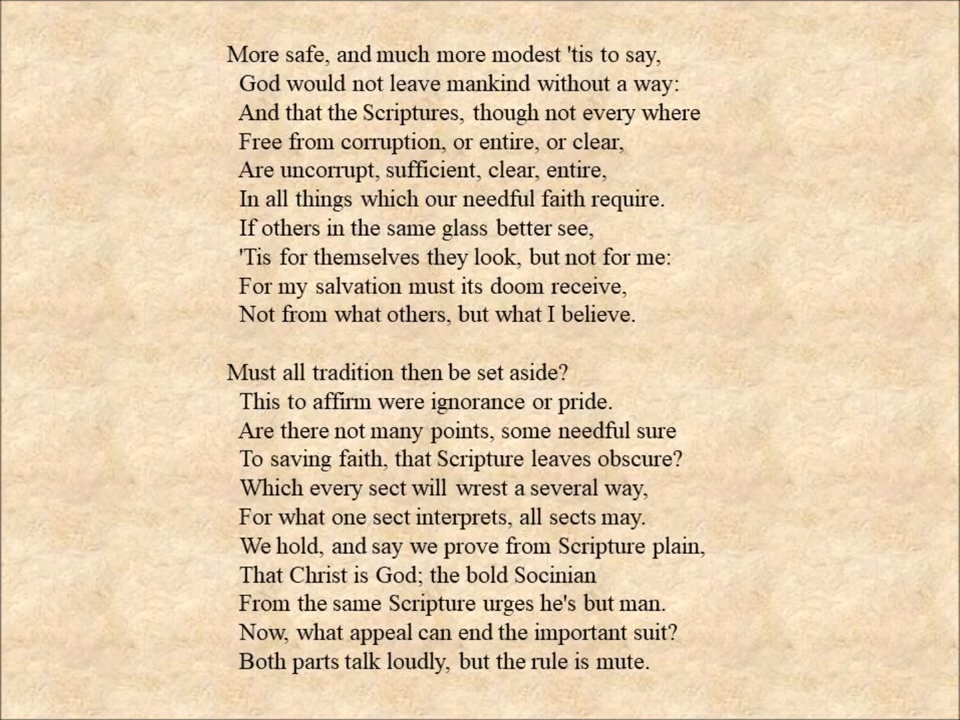 More safe, and much more modest 'tis to say,
God would not leave mankind without a way:
And that the Scriptures, though not every where
Free from corruption, or entire, or clear,
Are uncorrupt, sufficient, clear, entire,
In all things which our needful faith require.
If others in the same glass better see,
'Tis for themselves they look, but not for me:
For my salvation must its doom receive,
Not from what others, but what I believe.

Must all tradition then be set aside?
This to affirm were ignorance or pride.
Are there not many points, some needful sure
To saving faith, that Scripture leaves obscure?
Which every sect will wrest a several way,
For what one sect interprets, all sects may.
We hold, and say we prove from Scripture plain,
That Christ is God; the bold Socinian
From the same Scripture urges he's but man.
Now, what appeal can end the important suit?
Both parts talk loudly, but the rule is mute.